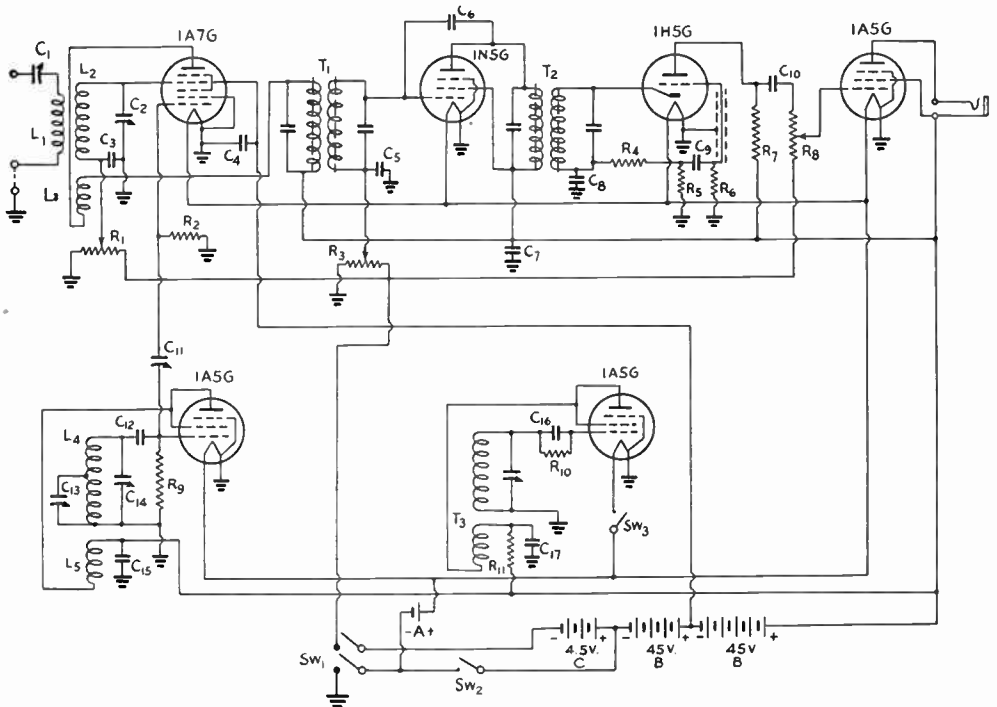 C6
1A7G
1N5G
1H5G
1A5G
C1
L2
T1
T2
C10
C2
L1
C3
C4
C5
R4
C9
R7
R8
L3
C8
R5
R6
R1
R2
R3
C7
C11
1A5G
1A5G
C12
C16
L4
R9
R10
C13
C14
T3
Sw3
L5
C15
R11
C17
-A+
- 4.5V. +
C
- 45V. +
B
- 45V +
B
Sw1
Sw2